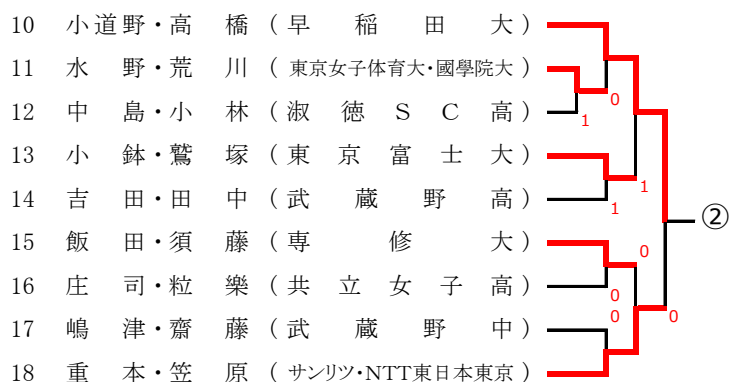 10 小道野・高橋 (早稲田大)
11 水野・荒川 (東京女子体育大・國學院大)
12 中島・小林 (淑徳SC高)
13 小鉢・鷲塚 (東京富士大)
14 吉田・田中 (武蔵野高)
15 飯田・須藤 (専修大)
16 庄司・粒樂 (共立女子高)
17 嶋津・齋藤 (武蔵野中)
18 重本・笠原 (サンリツ・NTT東日本東京)
0
1
1
1
②
0
0
0
0